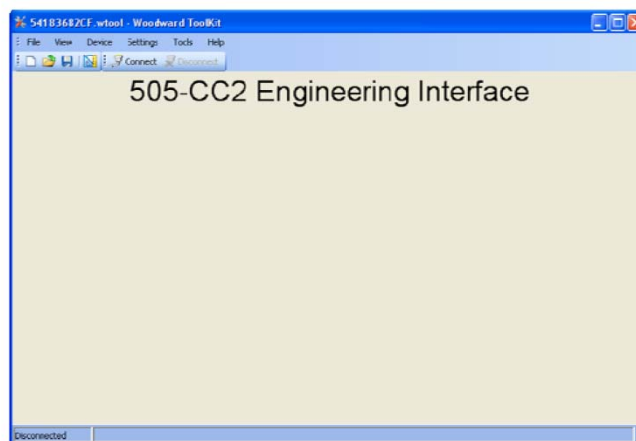 54183682CF.wtool - Woodward ToolKit
File View Device Settings Tools Help
Connect Disconnect
505-CC2 Engineering Interface
Disconnected